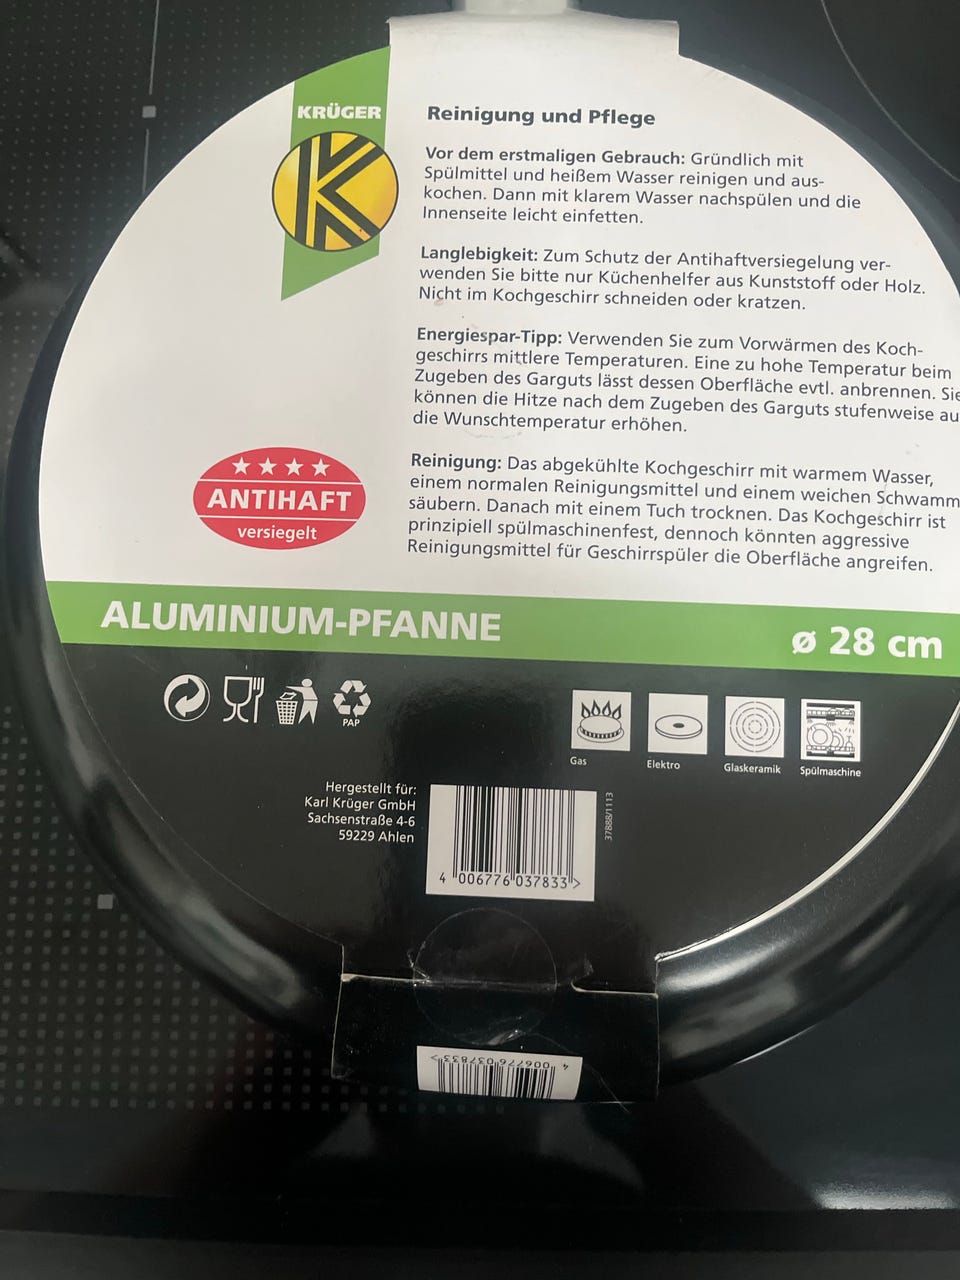 KRÜGER
K
Reinigung und Pflege
Vor dem erstmaligen Gebrauch: Gründlich mit
Spülmittel und heißem Wasser reinigen und aus-
kochen. Dann mit klarem Wasser nachspülen und die
Innenseite leicht einfetten.
Langlebigkeit: Zum Schutz der Antihaftversiegelung ver-
wenden Sie bitte nur Küchenhelfer aus Kunststoff oder Holz.
Nicht im Kochgeschirr schneiden oder kratzen.
Energiespar-Tipp: Verwenden Sie zum Vorwärmen des Koch-
geschirrs mittlere Temperaturen. Eine zu hohe Temperatur beim
Zugeben des Garguts lässt dessen Oberfläche evtl. anbrennen. Sie
können die Hitze nach dem Zugeben des Garguts stufenweise au
die Wunschtemperatur erhöhen.
Reinigung: Das abgekühlte Kochgeschirr mit warmem Wasser,
einem normalen Reinigungsmittel und einem weichen Schwamm
säubern. Danach mit einem Tuch trocknen. Das Kochgeschirr ist
prinzipiell spülmaschinenfest, dennoch könnten aggressive
Reinigungsmittel für Geschirrspüler die Oberfläche angreifen.
ANTIHAFT
versiegelt
ALUMINIUM-PFANNE
ø 28 cm
PAP
Gas
Elektro
Glaskeramik
Spülmaschine
Hergestellt für:
Karl Krüger GmbH
Sachsenstraße 4-6
59229 Ahlen
37888/1113
4 006776 037833 >
4 006776 037833 >